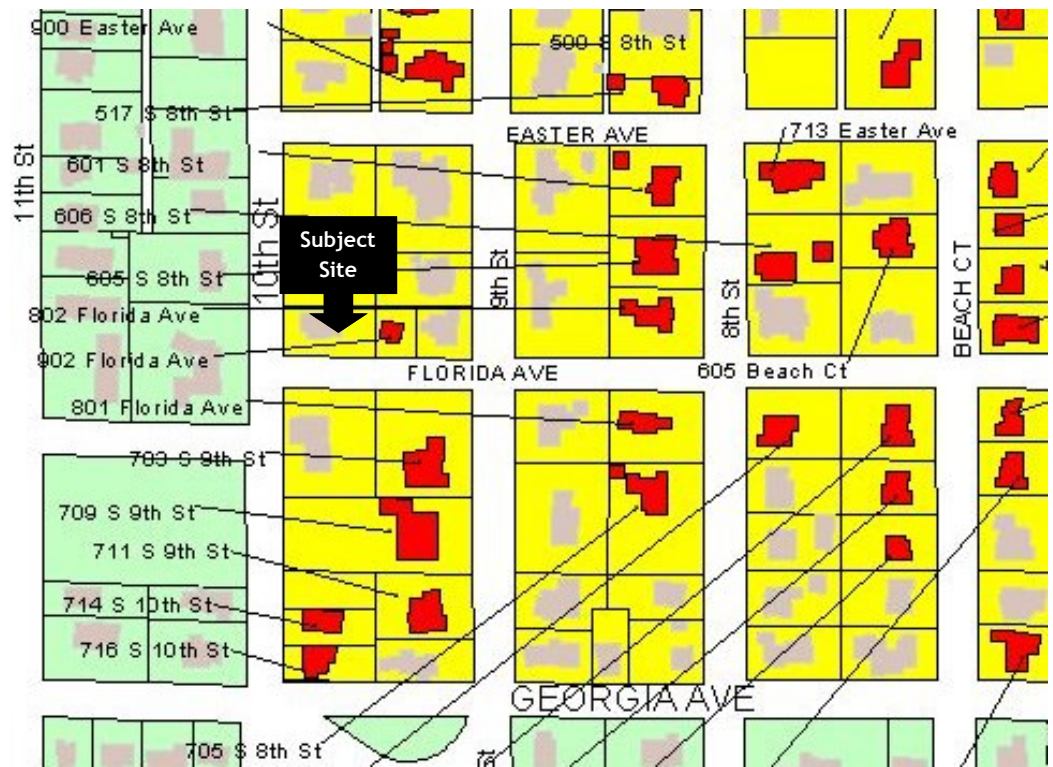 900 Easter Ave
500 S 8th St
517 S 8th St
EASTER AVE
713 Easter Ave
11th St
601 S 8th St
606 S 8th St
10th St
Subject
Site
605 S 8th St
9th St
8th St
BEACH CT
802 Florida Ave
902 Florida Ave
FLORIDA AVE
605 Beach Ct
801 Florida Ave
703 S 9th St
709 S 9th St
711 S 9th St
714 S 10th St
716 S 10th St
GEORGIA AVE
705 S 8th St